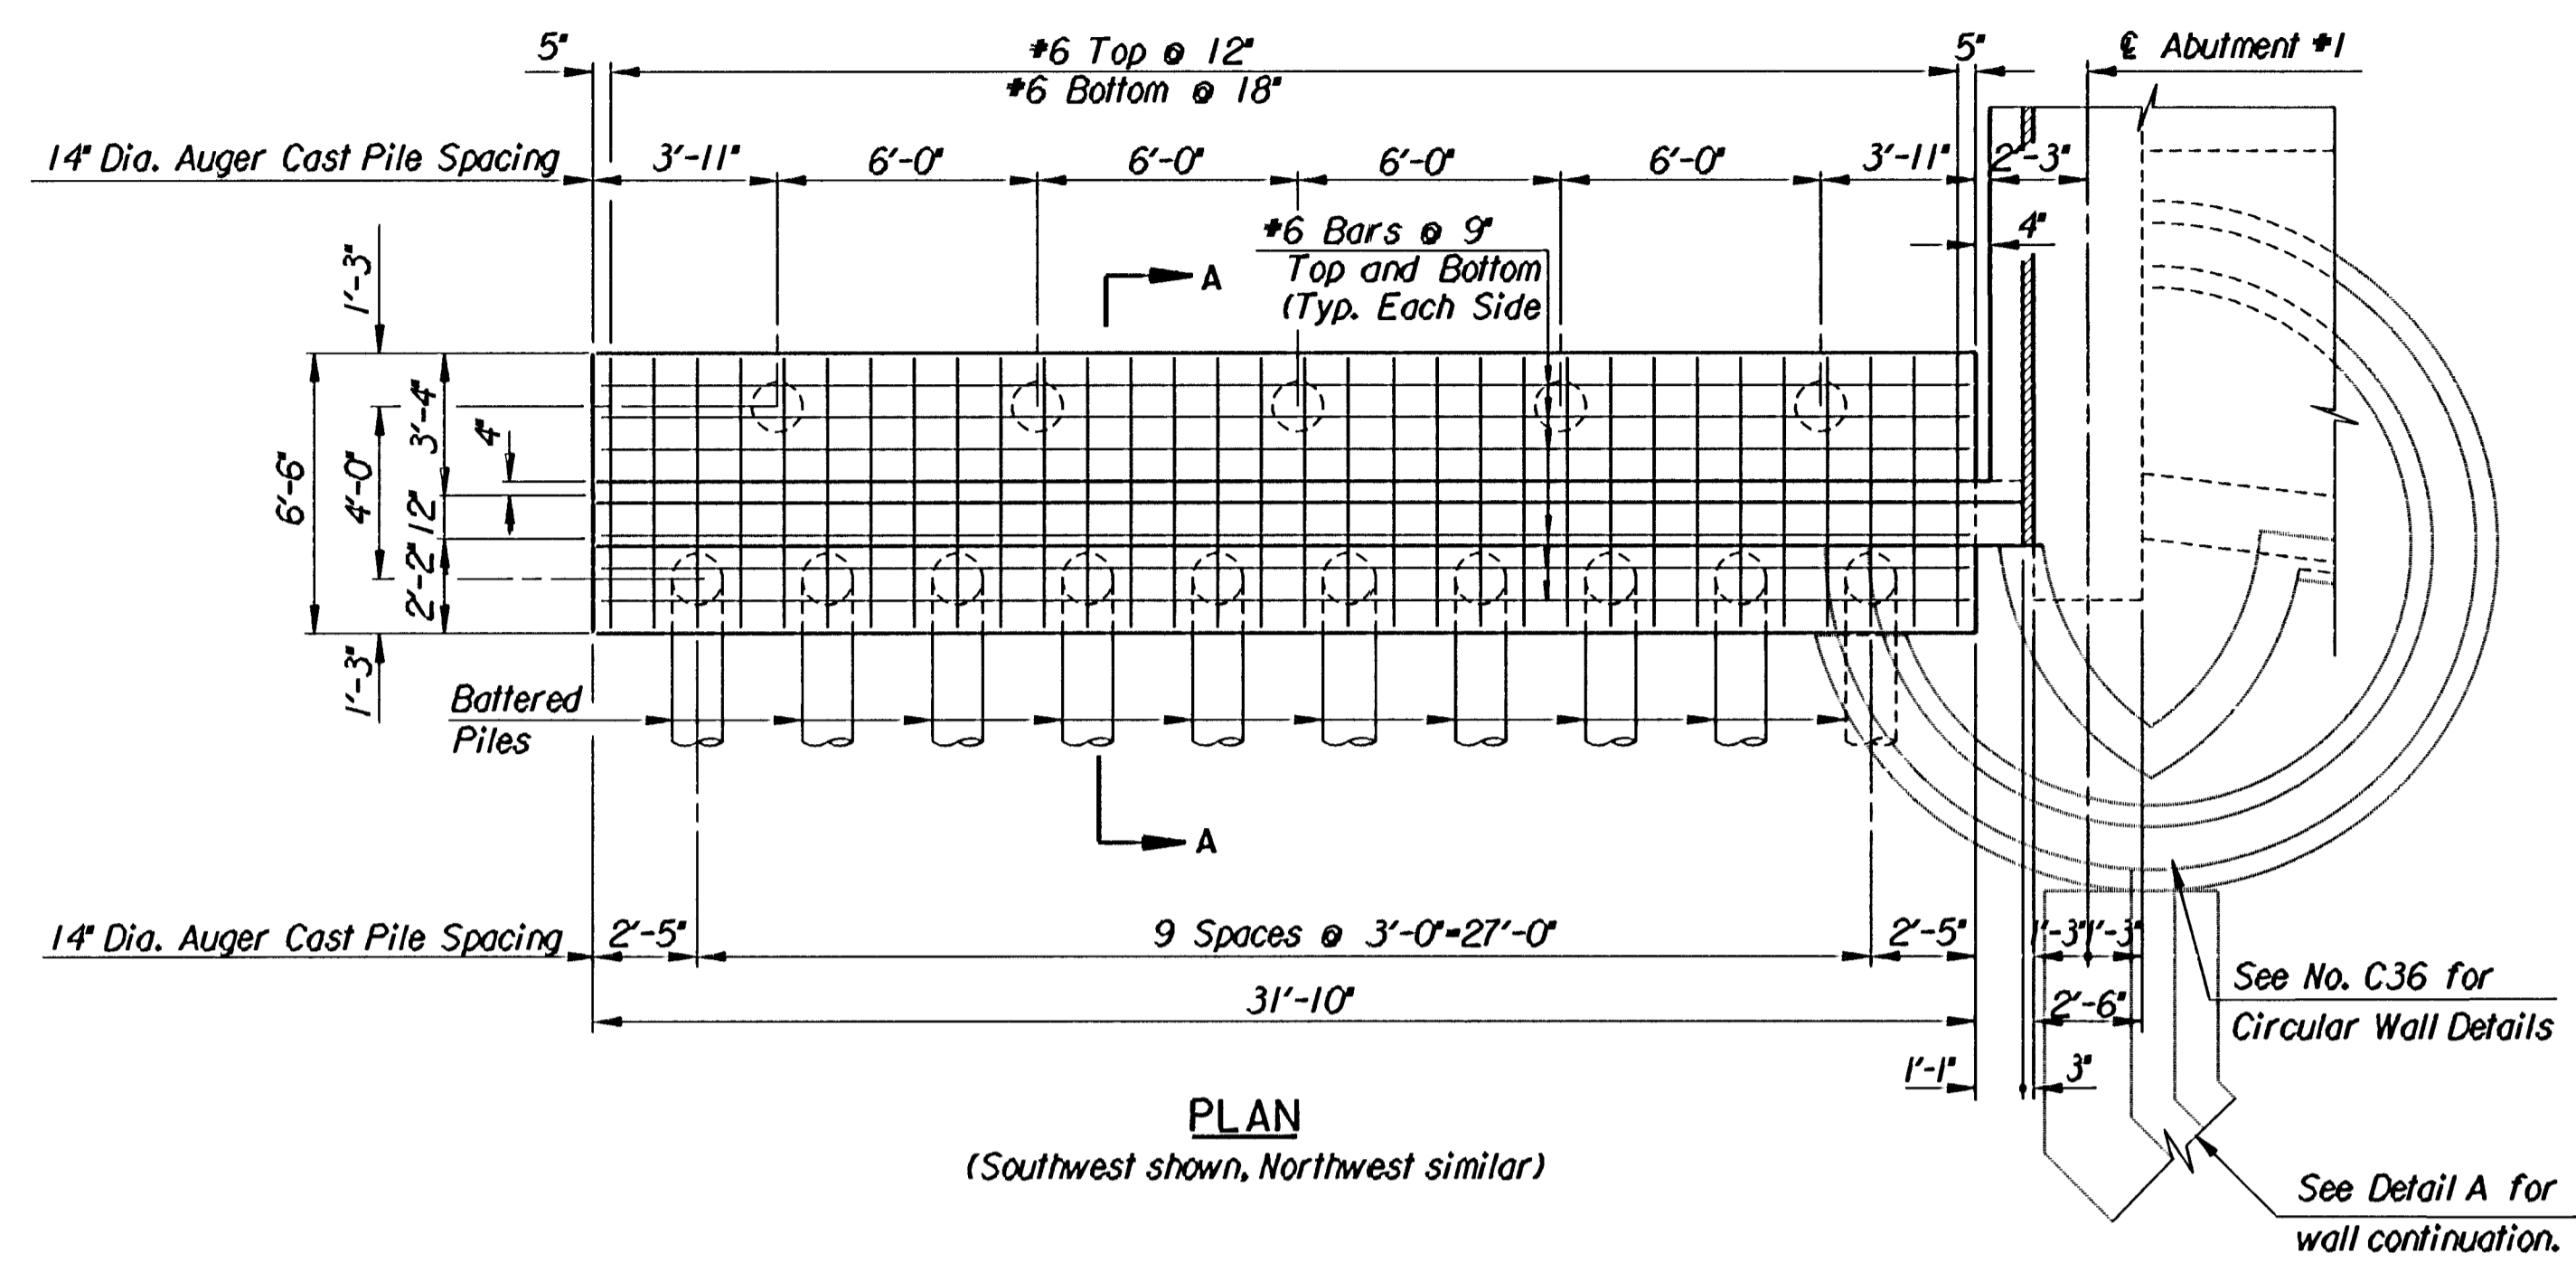 5" #6 Top @ 12" 5" ℄ Abutment #1
#6 Bottom @ 18"
14" Dia. Auger Cast Pile Spacing 3'-11" 6'-0" 6'-0" 6'-0" 6'-0" 3'-11" 2'-3"
#6 Bars @ 9" 4"
Top and Bottom
(Typ. Each Side
A
1'-3"
6'-6"
4'-0"
3'-4"
4"
12"
2'-2"
1'-3"
Battered
Piles
A
14" Dia. Auger Cast Pile Spacing 2'-5" 9 Spaces @ 3'-0"=27'-0" 2'-5" 1'-3" 1'-3"
31'-10" 2'-6"
See No. C36 for
Circular Wall Details
1'-1" 3"
PLAN
(Southwest shown, Northwest similar)
See Detail A for
wall continuation.